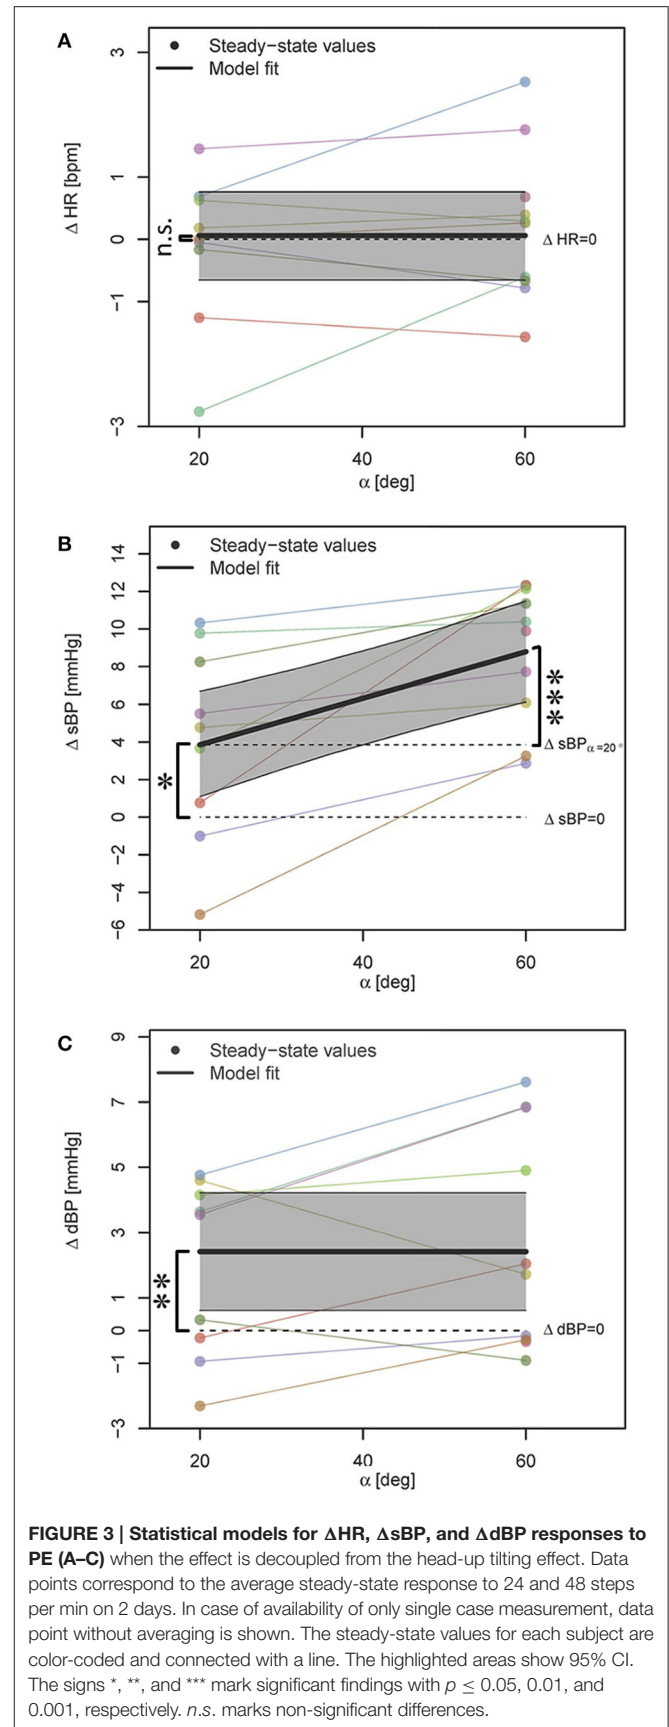 A
Steady−state values
Model fit
3
1
0
−1
−3
Δ HR [bpm]
n.s.
Δ HR=0
20
40
60
α [deg]
B
Steady−state values
Model fit
14
12
10
8
6
4
2
0
−2
−4
−6
Δ sBP [mmHg]
*
***
Δ sBPα=20°
Δ sBP=0
20
40
60
α [deg]
C
Steady−state values
Model fit
9
7
5
3
1
0
−1
−3
Δ dBP [mmHg]
**
Δ dBP=0
20
40
60
α [deg]
FIGURE 3 | Statistical models for ΔHR, ΔsBP, and ΔdBP responses to
PE (A–C) when the effect is decoupled from the head-up tilting effect. Data
points correspond to the average steady-state response to 24 and 48 steps
per min on 2 days. In case of availability of only single case measurement, data
point without averaging is shown. The steady-state values for each subject are
color-coded and connected with a line. The highlighted areas show 95% CI.
The signs *, **, and *** mark significant findings with p ≤ 0.05, 0.01, and
0.001, respectively. n.s. marks non-significant differences.